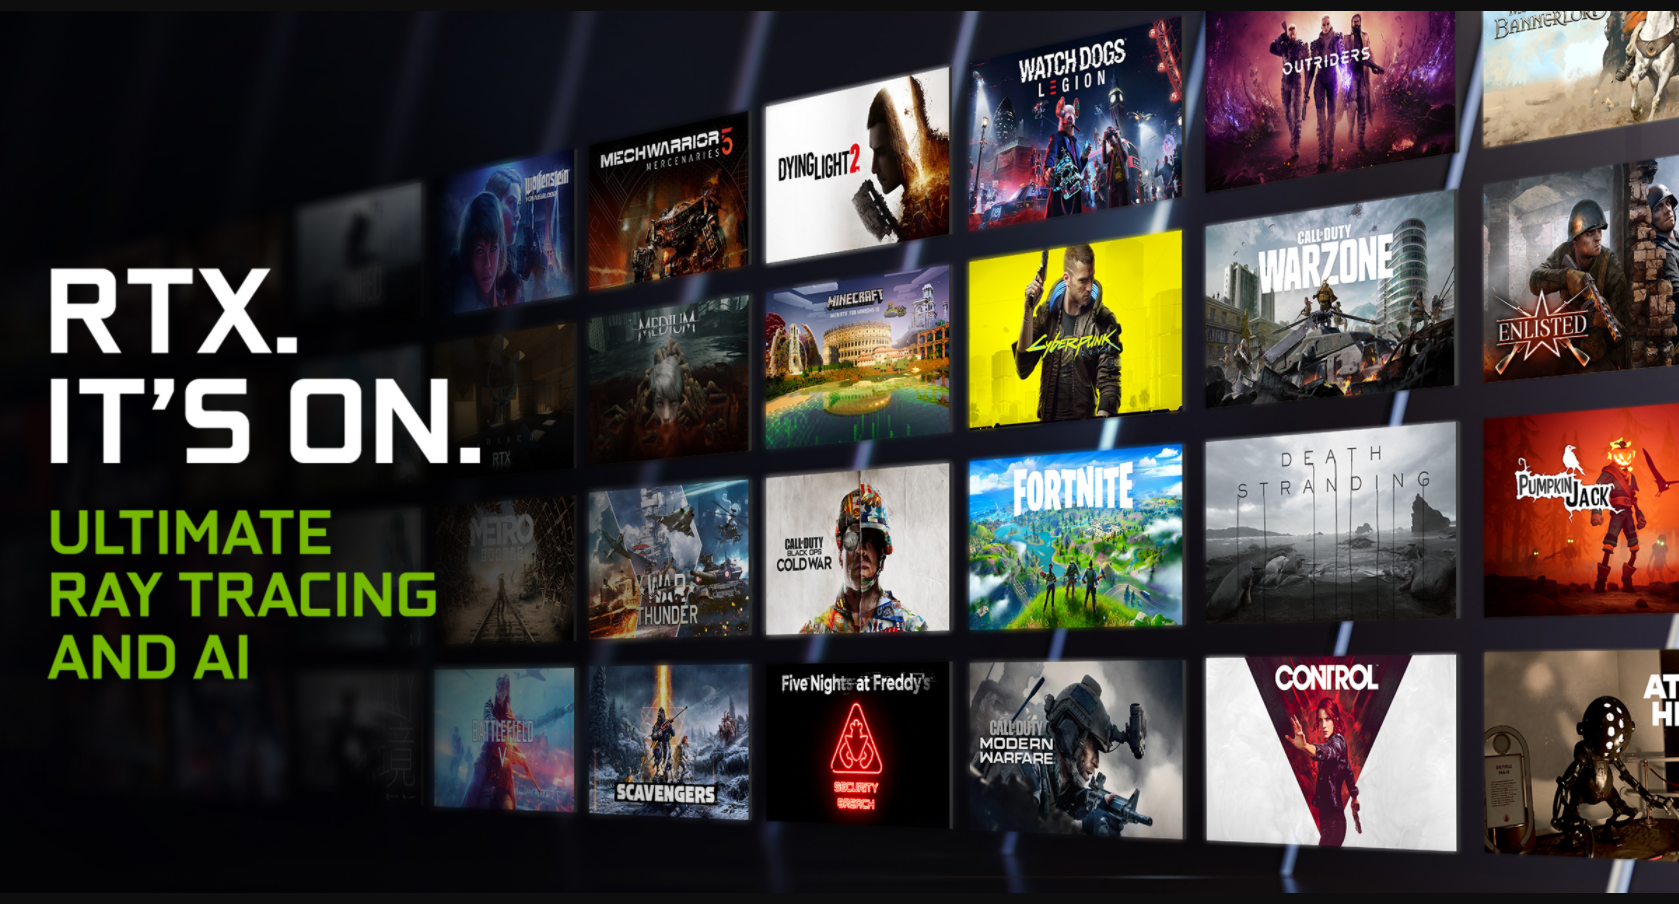 RTX.
IT'S ON.
ULTIMATE
RAY TRACING
AND AI
Wolfenstein
YOUNGBLOOD
MECHWARRIOR 5
MERCENARIES
DYING LIGHT 2
WATCH DOGS
LEGION
OUTRIDERS
BANNERLORD
MEDIUM
MINECRAFT
CYBERPUNK
CALL OF DUTY
WARZONE
ENLISTED
RTX
METRO
WAR
THUNDER
CALL OF DUTY
BLACK OPS
COLD WAR
FORTNITE
DEATH
STRANDING
PUMPKIN
JACK
BATTLEFIELD
V
SCAVENGERS
Five Nights at Freddy's
SECURITY
BREACH
CALL OF DUTY
MODERN
WARFARE
CONTROL
AT